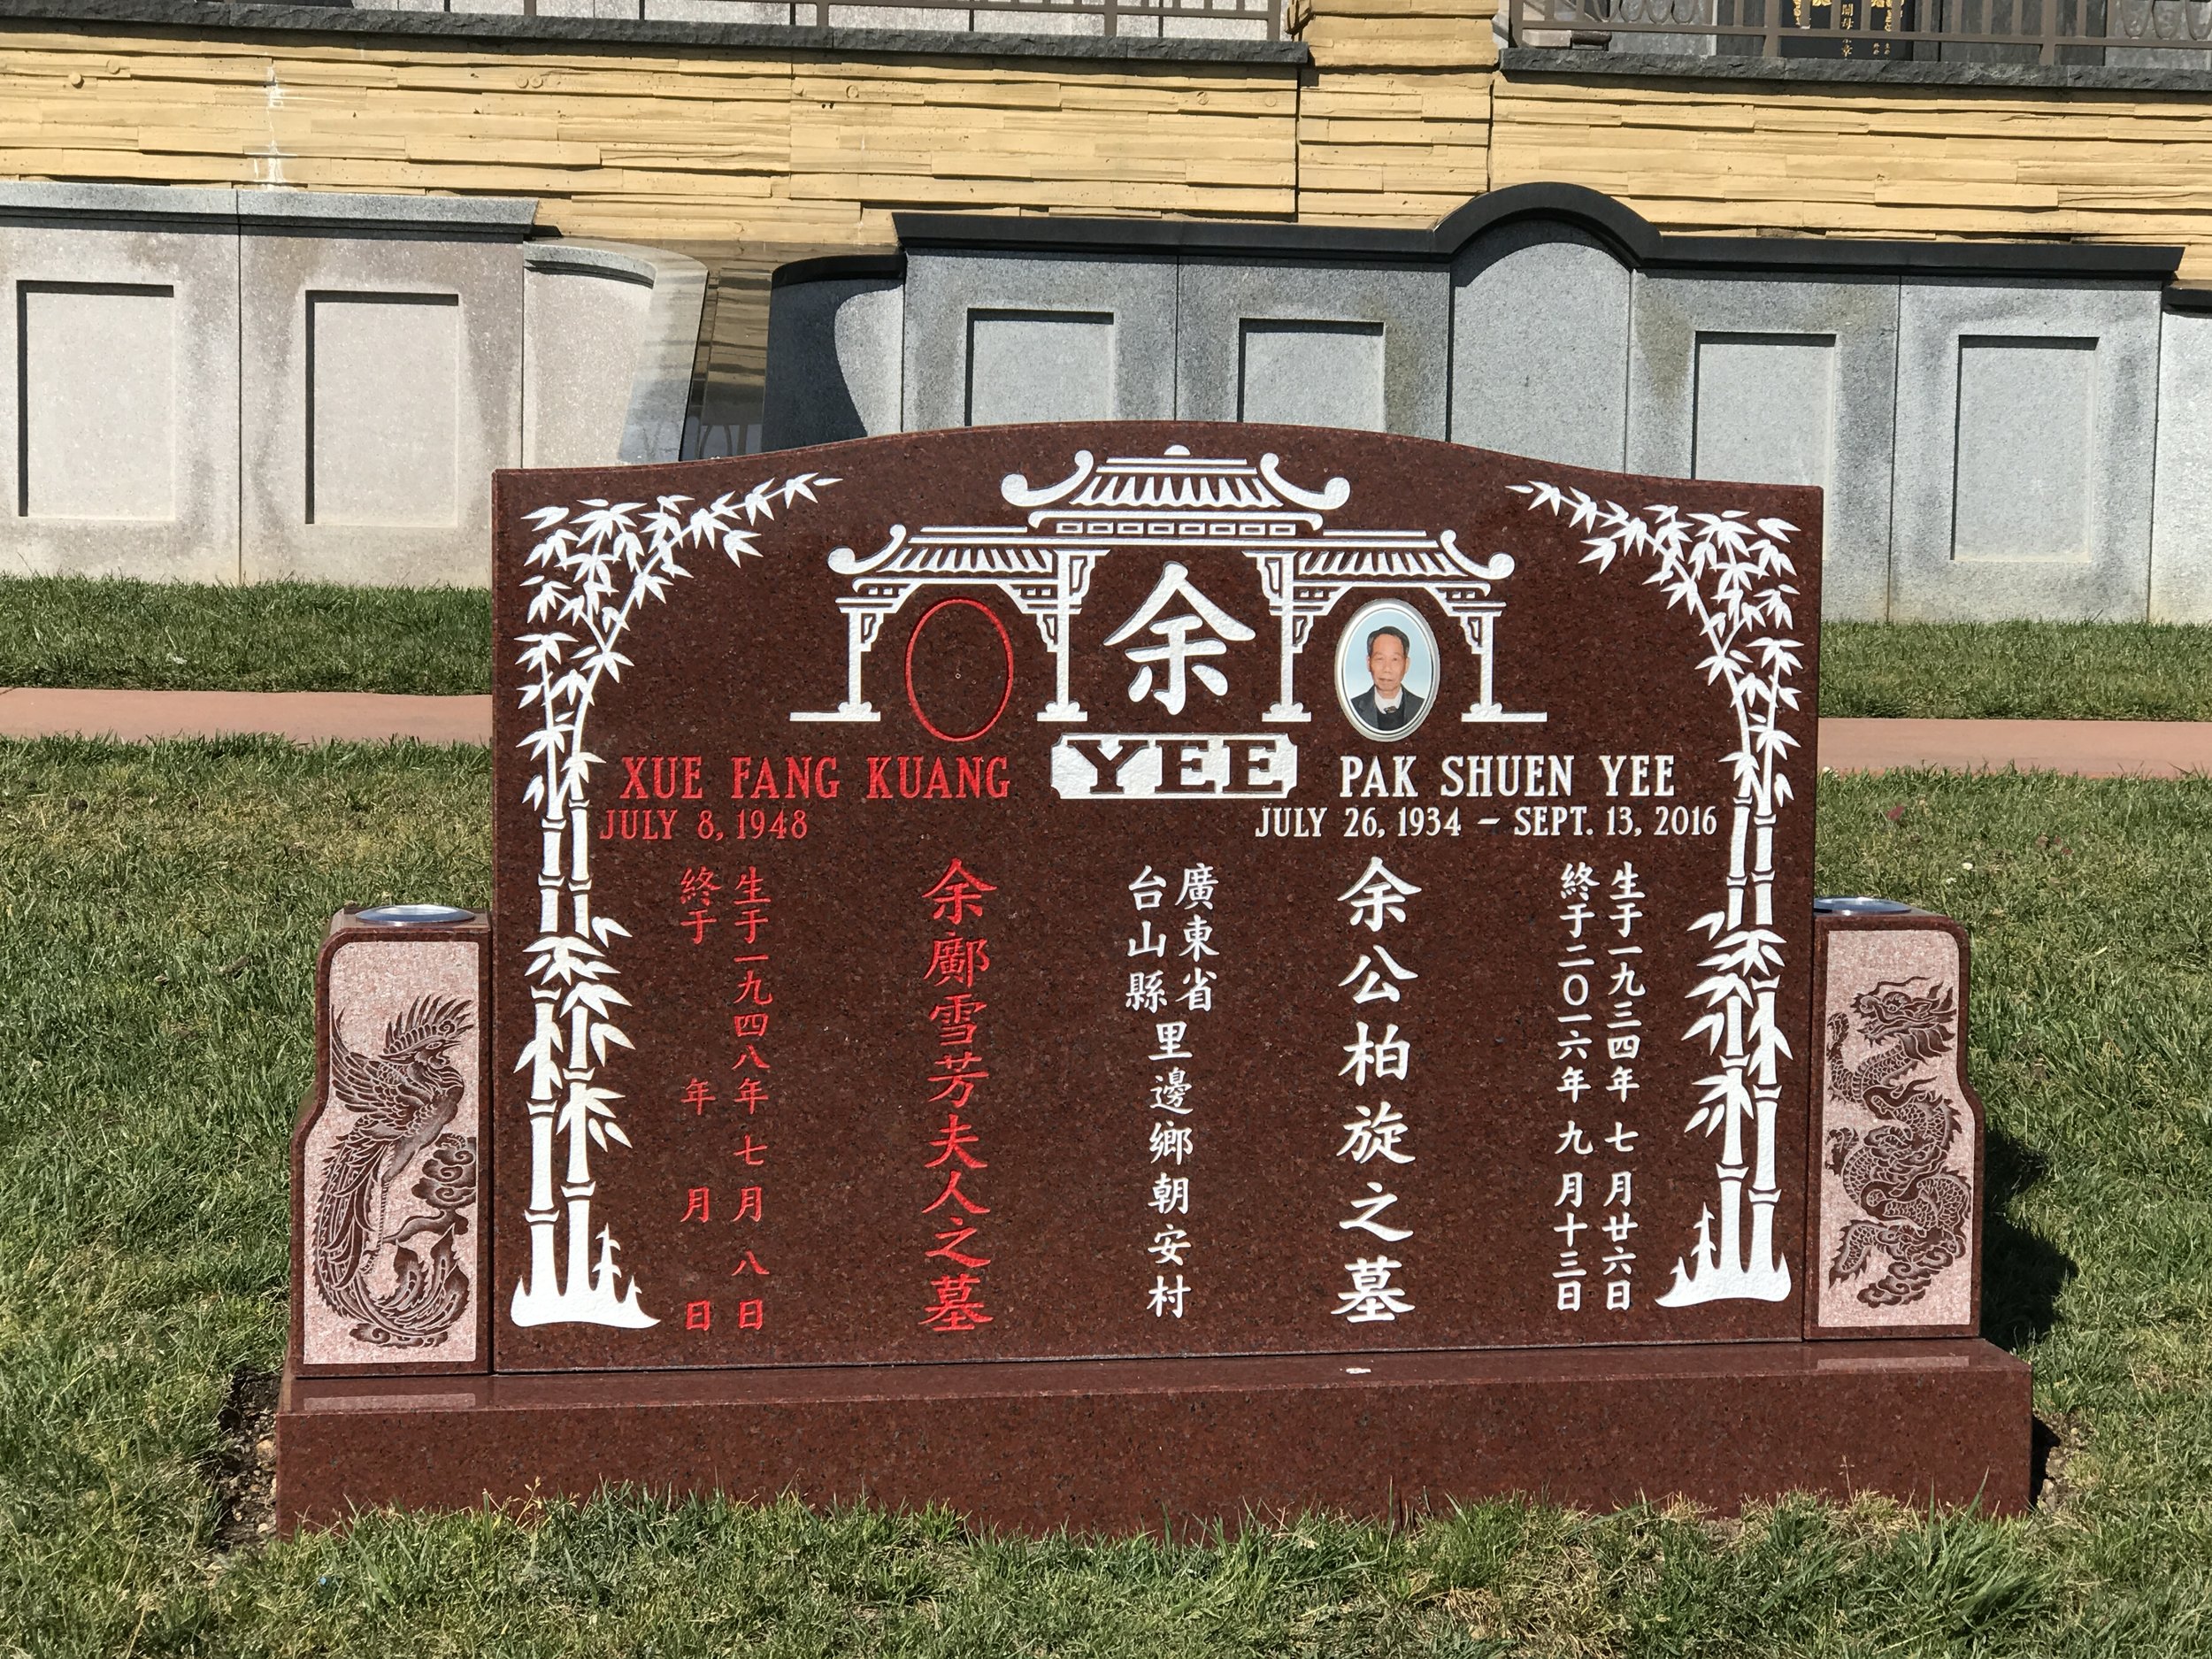 余
YEE
XUE FANG KUANG
JULY 8, 1948
PAK SHUEN YEE
JULY 26, 1934 – SEPT. 13, 2016
生于一九三四年 七月廿六日
終于二〇一六年 九月十三日
余公柏旋之墓
廣東省
台山縣
里邊鄉朝安村
余鄺雪芳夫人之墓
生于一九四八年 七月 八日
終于 年 月 日